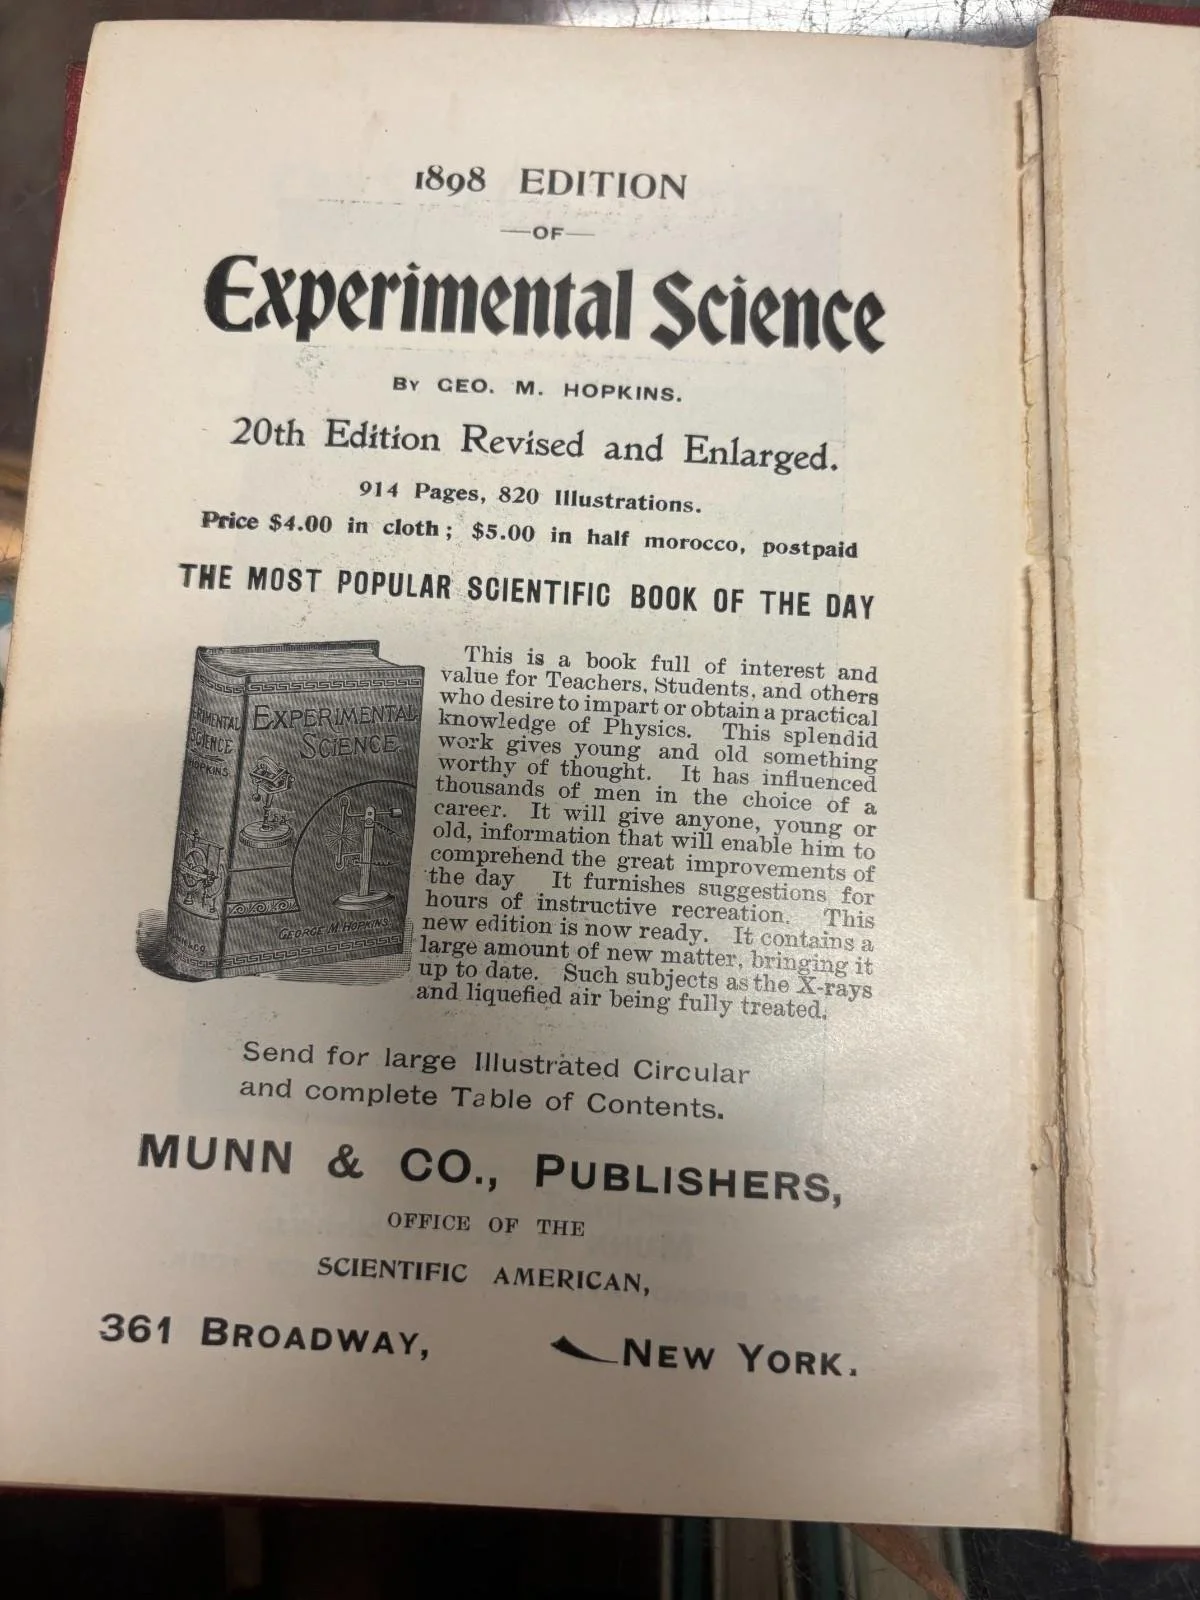 1898 EDITION
—OF—
Experimental Science
BY GEO. M. HOPKINS.
20th Edition Revised and Enlarged.
914 Pages, 820 Illustrations.
Price $4.00 in cloth; $5.00 in half morocco, postpaid
THE MOST POPULAR SCIENTIFIC BOOK OF THE DAY
EXPERIMENTAL
SCIENCE
HOPKINS
EXPERIMENTAL
SCIENCE
GEORGE M HOPKINS
This is a book full of interest and
value for Teachers, Students, and others
who desire to impart or obtain a practical
knowledge of Physics. This splendid
work gives young and old something
worthy of thought. It has influenced
thousands of men in the choice of a
career. It will give anyone, young or
old, information that will enable him to
comprehend the great improvements of
the day It furnishes suggestions for
hours of instructive recreation. This
new edition is now ready. It contains a
large amount of new matter, bringing it
up to date. Such subjects as the X-rays
and liquefied air being fully treated.
Send for large Illustrated Circular
and complete Table of Contents.
MUNN & CO., PUBLISHERS,
OFFICE OF THE
SCIENTIFIC AMERICAN,
361 BROADWAY, NEW YORK.